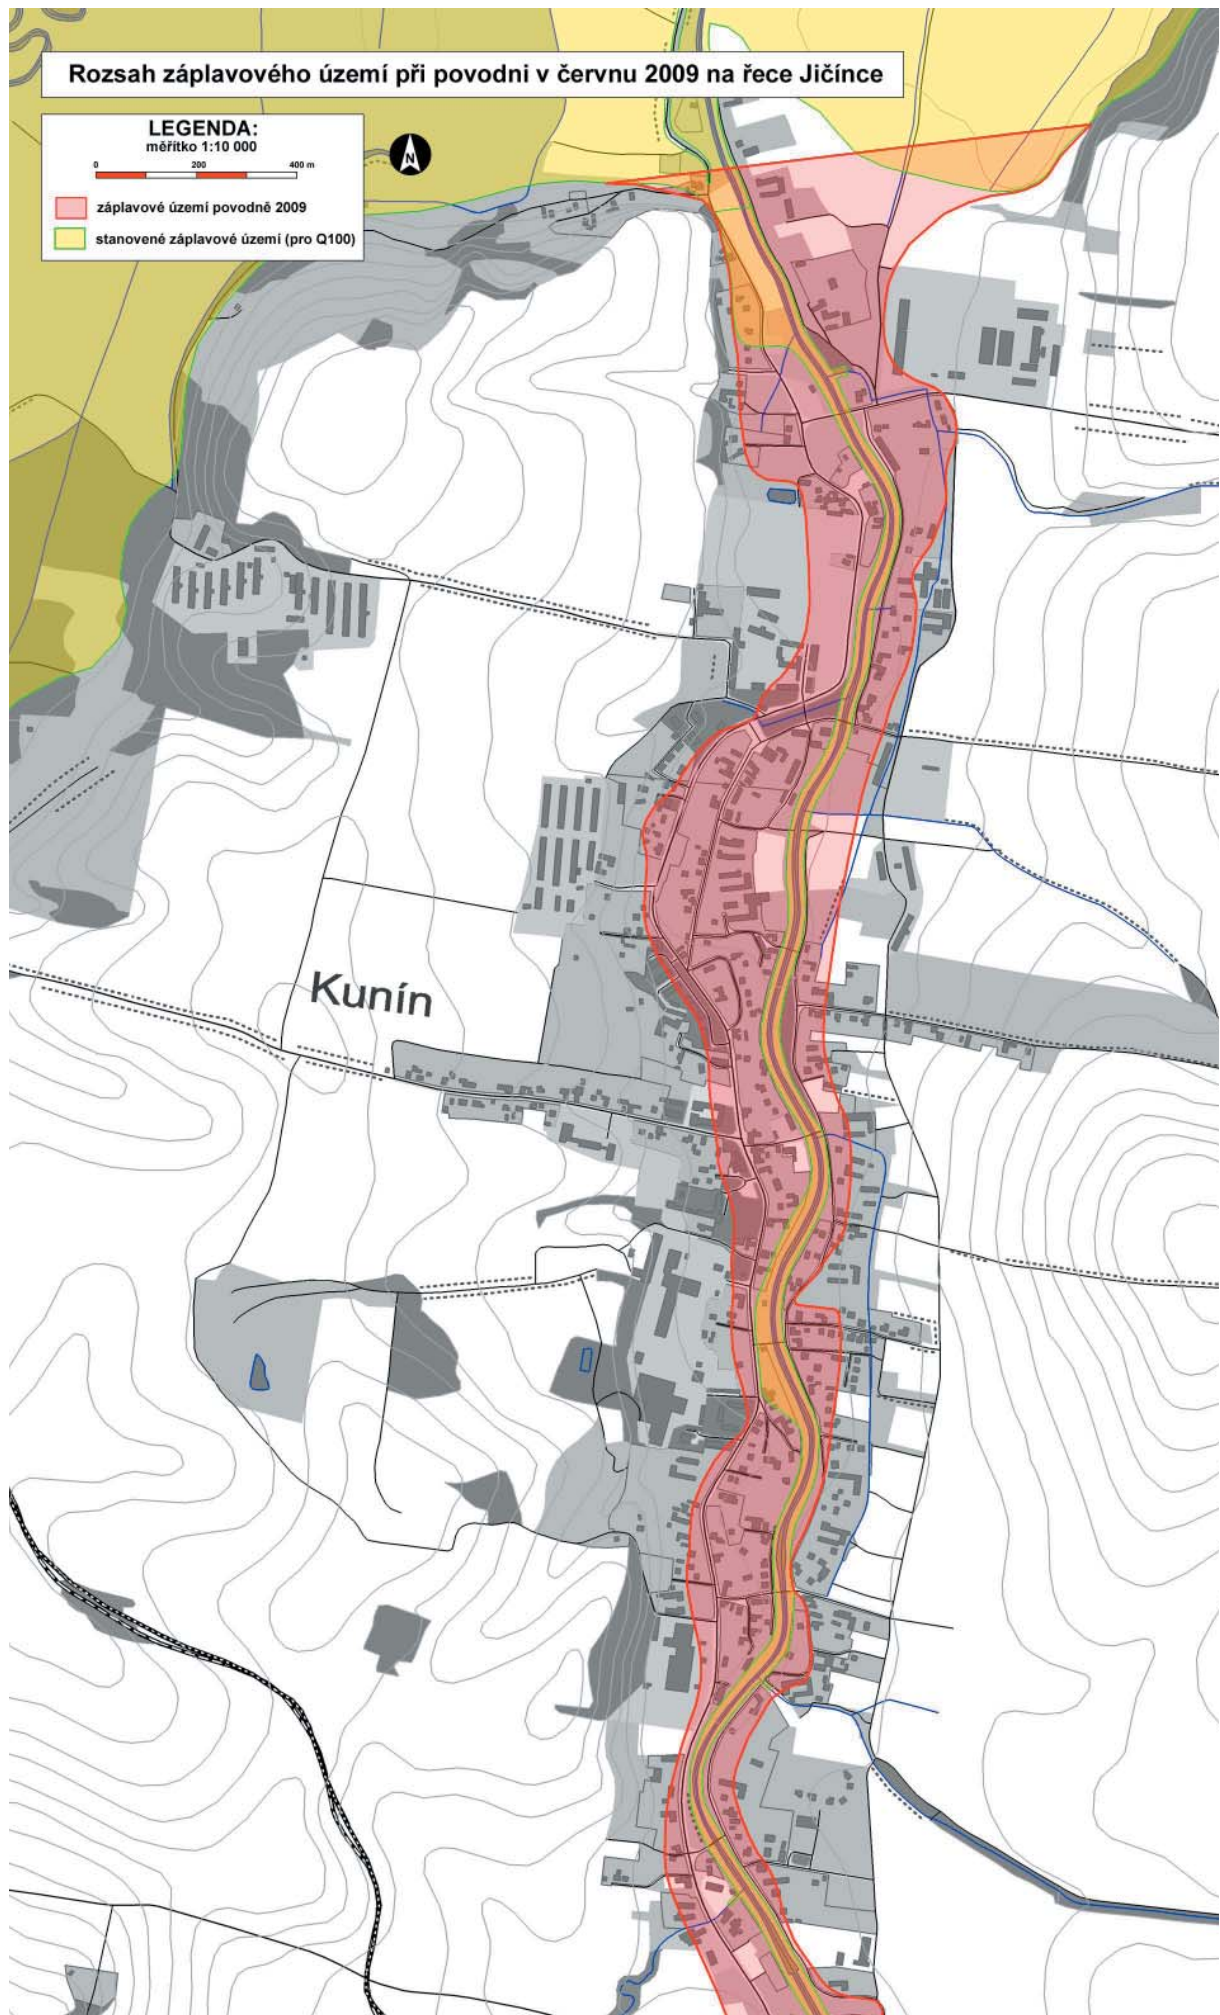 Rozsah záplavového území při povodni v červnu 2009 na řece Jičínce
LEGENDA:
měřítko 1:10 000
0 200 400 m
N
záplavové území povodně 2009
stanovené záplavové území (pro Q100)
Kunín